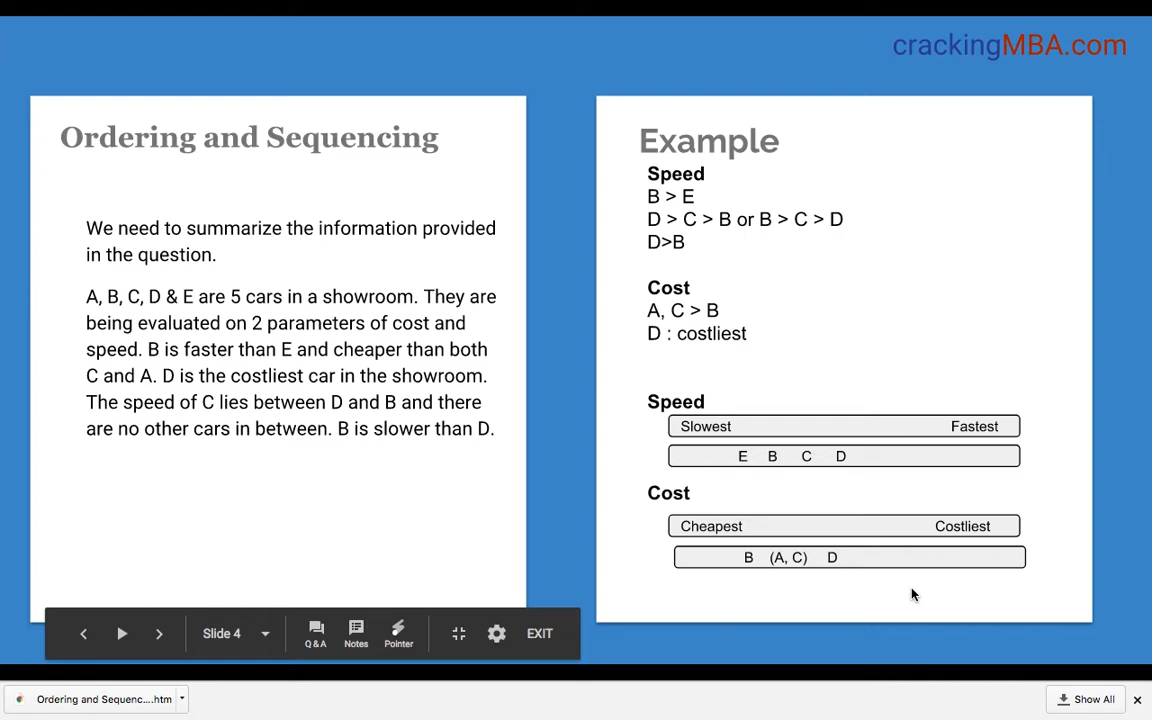 crackingMBA.com
Ordering and Sequencing
We need to summarize the information provided
in the question.
A, B, C, D & E are 5 cars in a showroom. They are
being evaluated on 2 parameters of cost and
speed. B is faster than E and cheaper than both
C and A. D is the costliest car in the showroom.
The speed of C lies between D and B and there
are no other cars in between. B is slower than D.
Example
Speed
B > E
D > C > B or B > C > D
D>B
Cost
A, C > B
D : costliest
Speed
Slowest Fastest
E B C D
Cost
Cheapest Costliest
B (A, C) D
Slide 4
Q & A Notes Pointer
EXIT
Ordering and Sequenc....htm
Show All